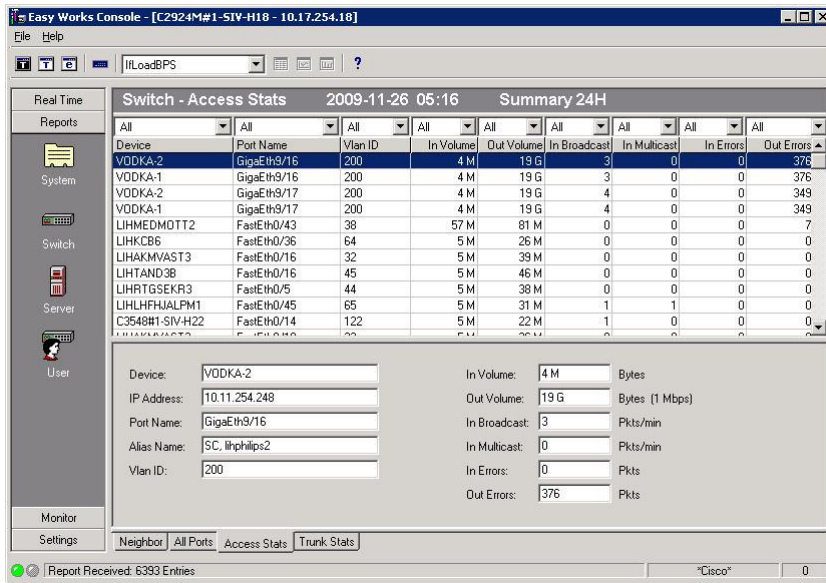 Easy Works Console - [C2924M#1-SIV-H18 - 10.17.254.18]
File Help
IfLoadBPS ?
Real Time
Reports
System
Switch
Server
User
Monitor
Settings
Switch - Access Stats 2009-11-26 05:16 Summary 24H
All All All All All All All All All
Device Port Name Vlan ID In Volume Out Volume In Broadcast In Multicast In Errors Out Errors
VODKA-2 GigaEth9/16 200 4 M 19 G 3 0 0 376
VODKA-1 GigaEth9/16 200 4 M 19 G 3 0 0 376
VODKA-2 GigaEth9/17 200 4 M 19 G 4 0 0 349
VODKA-1 GigaEth9/17 200 4 M 19 G 4 0 0 349
LIHMEDMOTT2 FastEth0/43 38 57 M 81 M 0 0 0 7
LIHKCB6 FastEth0/36 64 5 M 26 M 0 0 0 0
LIHAKMVAST3 FastEth0/16 32 5 M 39 M 0 0 0 0
LIHTAND3B FastEth0/16 45 5 M 46 M 0 0 0 0
LIHRTGSEKR3 FastEth0/5 44 5 M 38 M 0 0 0 0
LIHLHFHJALPM1 FastEth0/45 65 5 M 31 M 1 1 0 0
C3548#1-SIV-H22 FastEth0/14 122 5 M 22 M 1 0 0 0
Device: VODKA-2
IP Address: 10.11.254.248
Port Name: GigaEth9/16
Alias Name: SC, lihphilips2
Vlan ID: 200
In Volume: 4 M Bytes
Out Volume: 19 G Bytes (1 Mbps)
In Broadcast: 3 Pkts/min
In Multicast: 0 Pkts/min
In Errors: 0 Pkts
Out Errors: 376 Pkts
Neighbor All Ports Access Stats Trunk Stats
Report Received: 6393 Entries *Cisco* 0